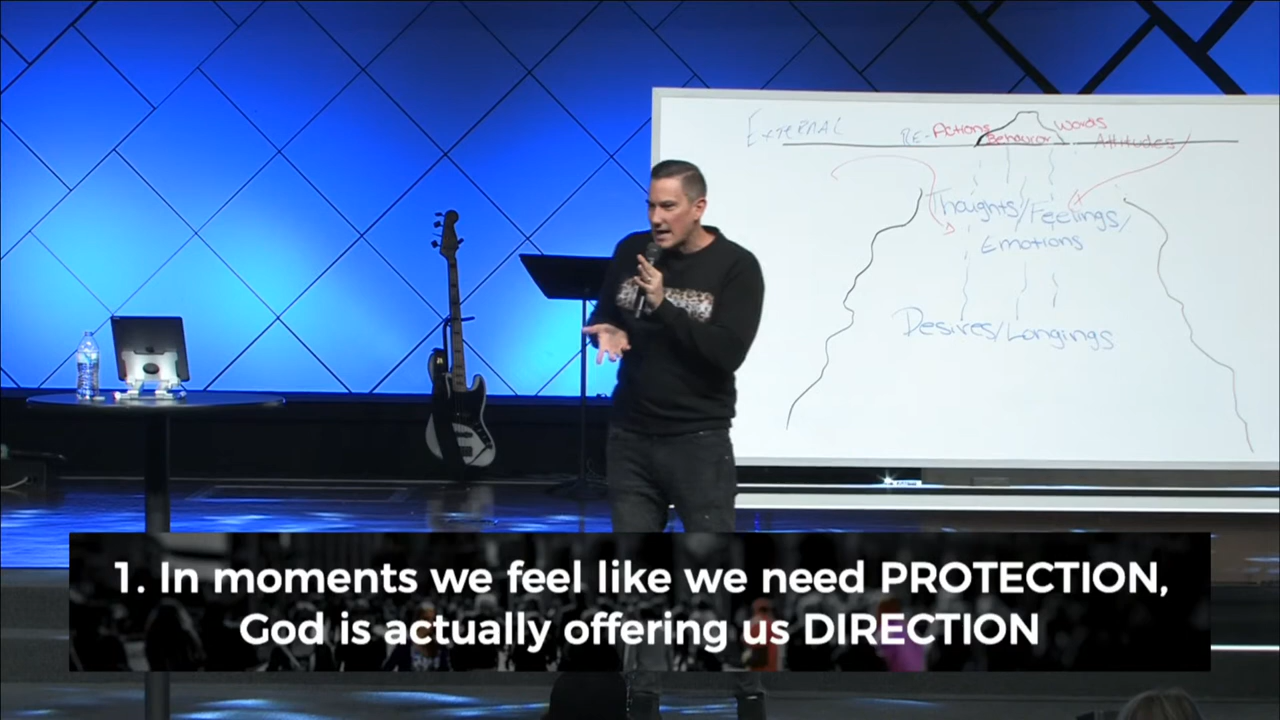 EXTERNAL RE-Actions Words
Behavior Attitudes
Thoughts/Feelings/
Emotions
Desires/Longings
1. In moments we feel like we need PROTECTION,
God is actually offering us DIRECTION